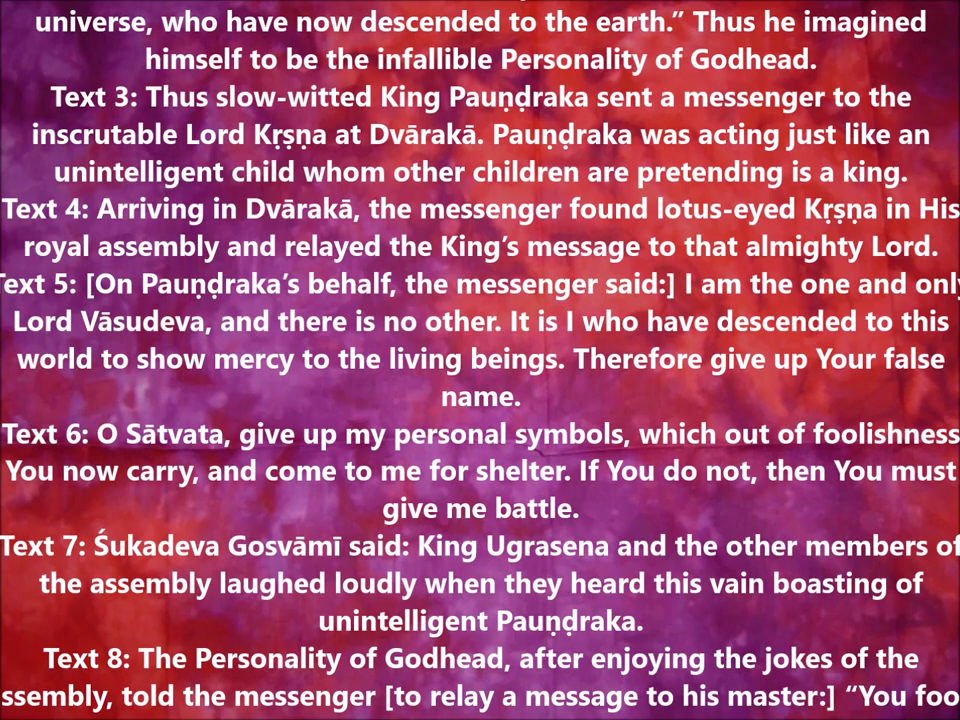 universe, who have now descended to the earth.” Thus he imagined
himself to be the infallible Personality of Godhead.
Text 3: Thus slow-witted King Pauṇḍraka sent a messenger to the
inscrutable Lord Kṛṣṇa at Dvārakā. Pauṇḍraka was acting just like an
unintelligent child whom other children are pretending is a king.
Text 4: Arriving in Dvārakā, the messenger found lotus-eyed Kṛṣṇa in His
royal assembly and relayed the King’s message to that almighty Lord.
Text 5: [On Pauṇḍraka’s behalf, the messenger said:] I am the one and only
Lord Vāsudeva, and there is no other. It is I who have descended to this
world to show mercy to the living beings. Therefore give up Your false
name.
Text 6: O Sātvata, give up my personal symbols, which out of foolishness
You now carry, and come to me for shelter. If You do not, then You must
give me battle.
Text 7: Śukadeva Gosvāmī said: King Ugrasena and the other members of
the assembly laughed loudly when they heard this vain boasting of
unintelligent Pauṇḍraka.
Text 8: The Personality of Godhead, after enjoying the jokes of the
ssembly, told the messenger [to relay a message to his master:] “You foo